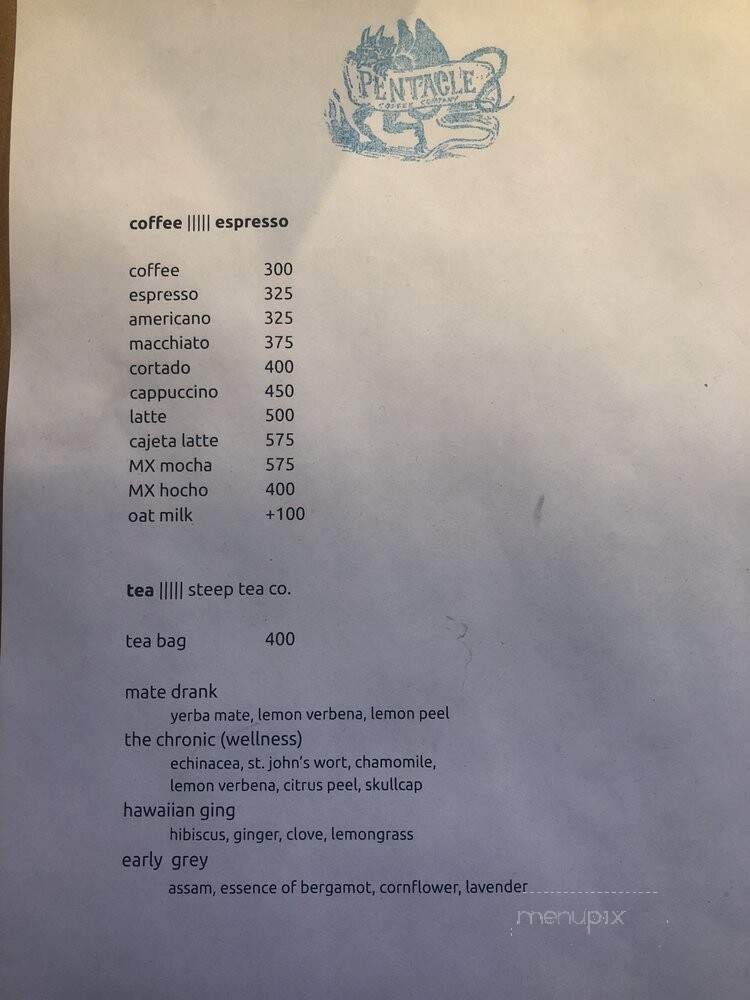 PENTACLE
COFFEE COMPANY
coffee ||||| espresso
coffee 300
espresso 325
americano 325
macchiato 375
cortado 400
cappuccino 450
latte 500
cajeta latte 575
MX mocha 575
MX hocho 400
oat milk +100
tea ||||| steep tea co.
tea bag 400
mate drank
yerba mate, lemon verbena, lemon peel
the chronic (wellness)
echinacea, st. john's wort, chamomile,
lemon verbena, citrus peel, skullcap
hawaiian ging
hibiscus, ginger, clove, lemongrass
early grey
assam, essence of bergamot, cornflower, lavender
menupix